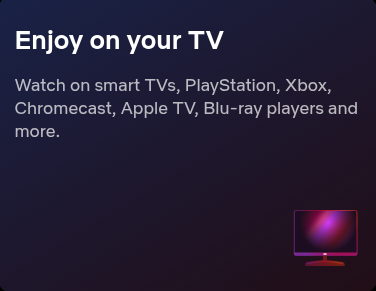 Enjoy on your TV
Watch on smart TVs, PlayStation, Xbox,
Chromecast, Apple TV, Blu-ray players and
more.